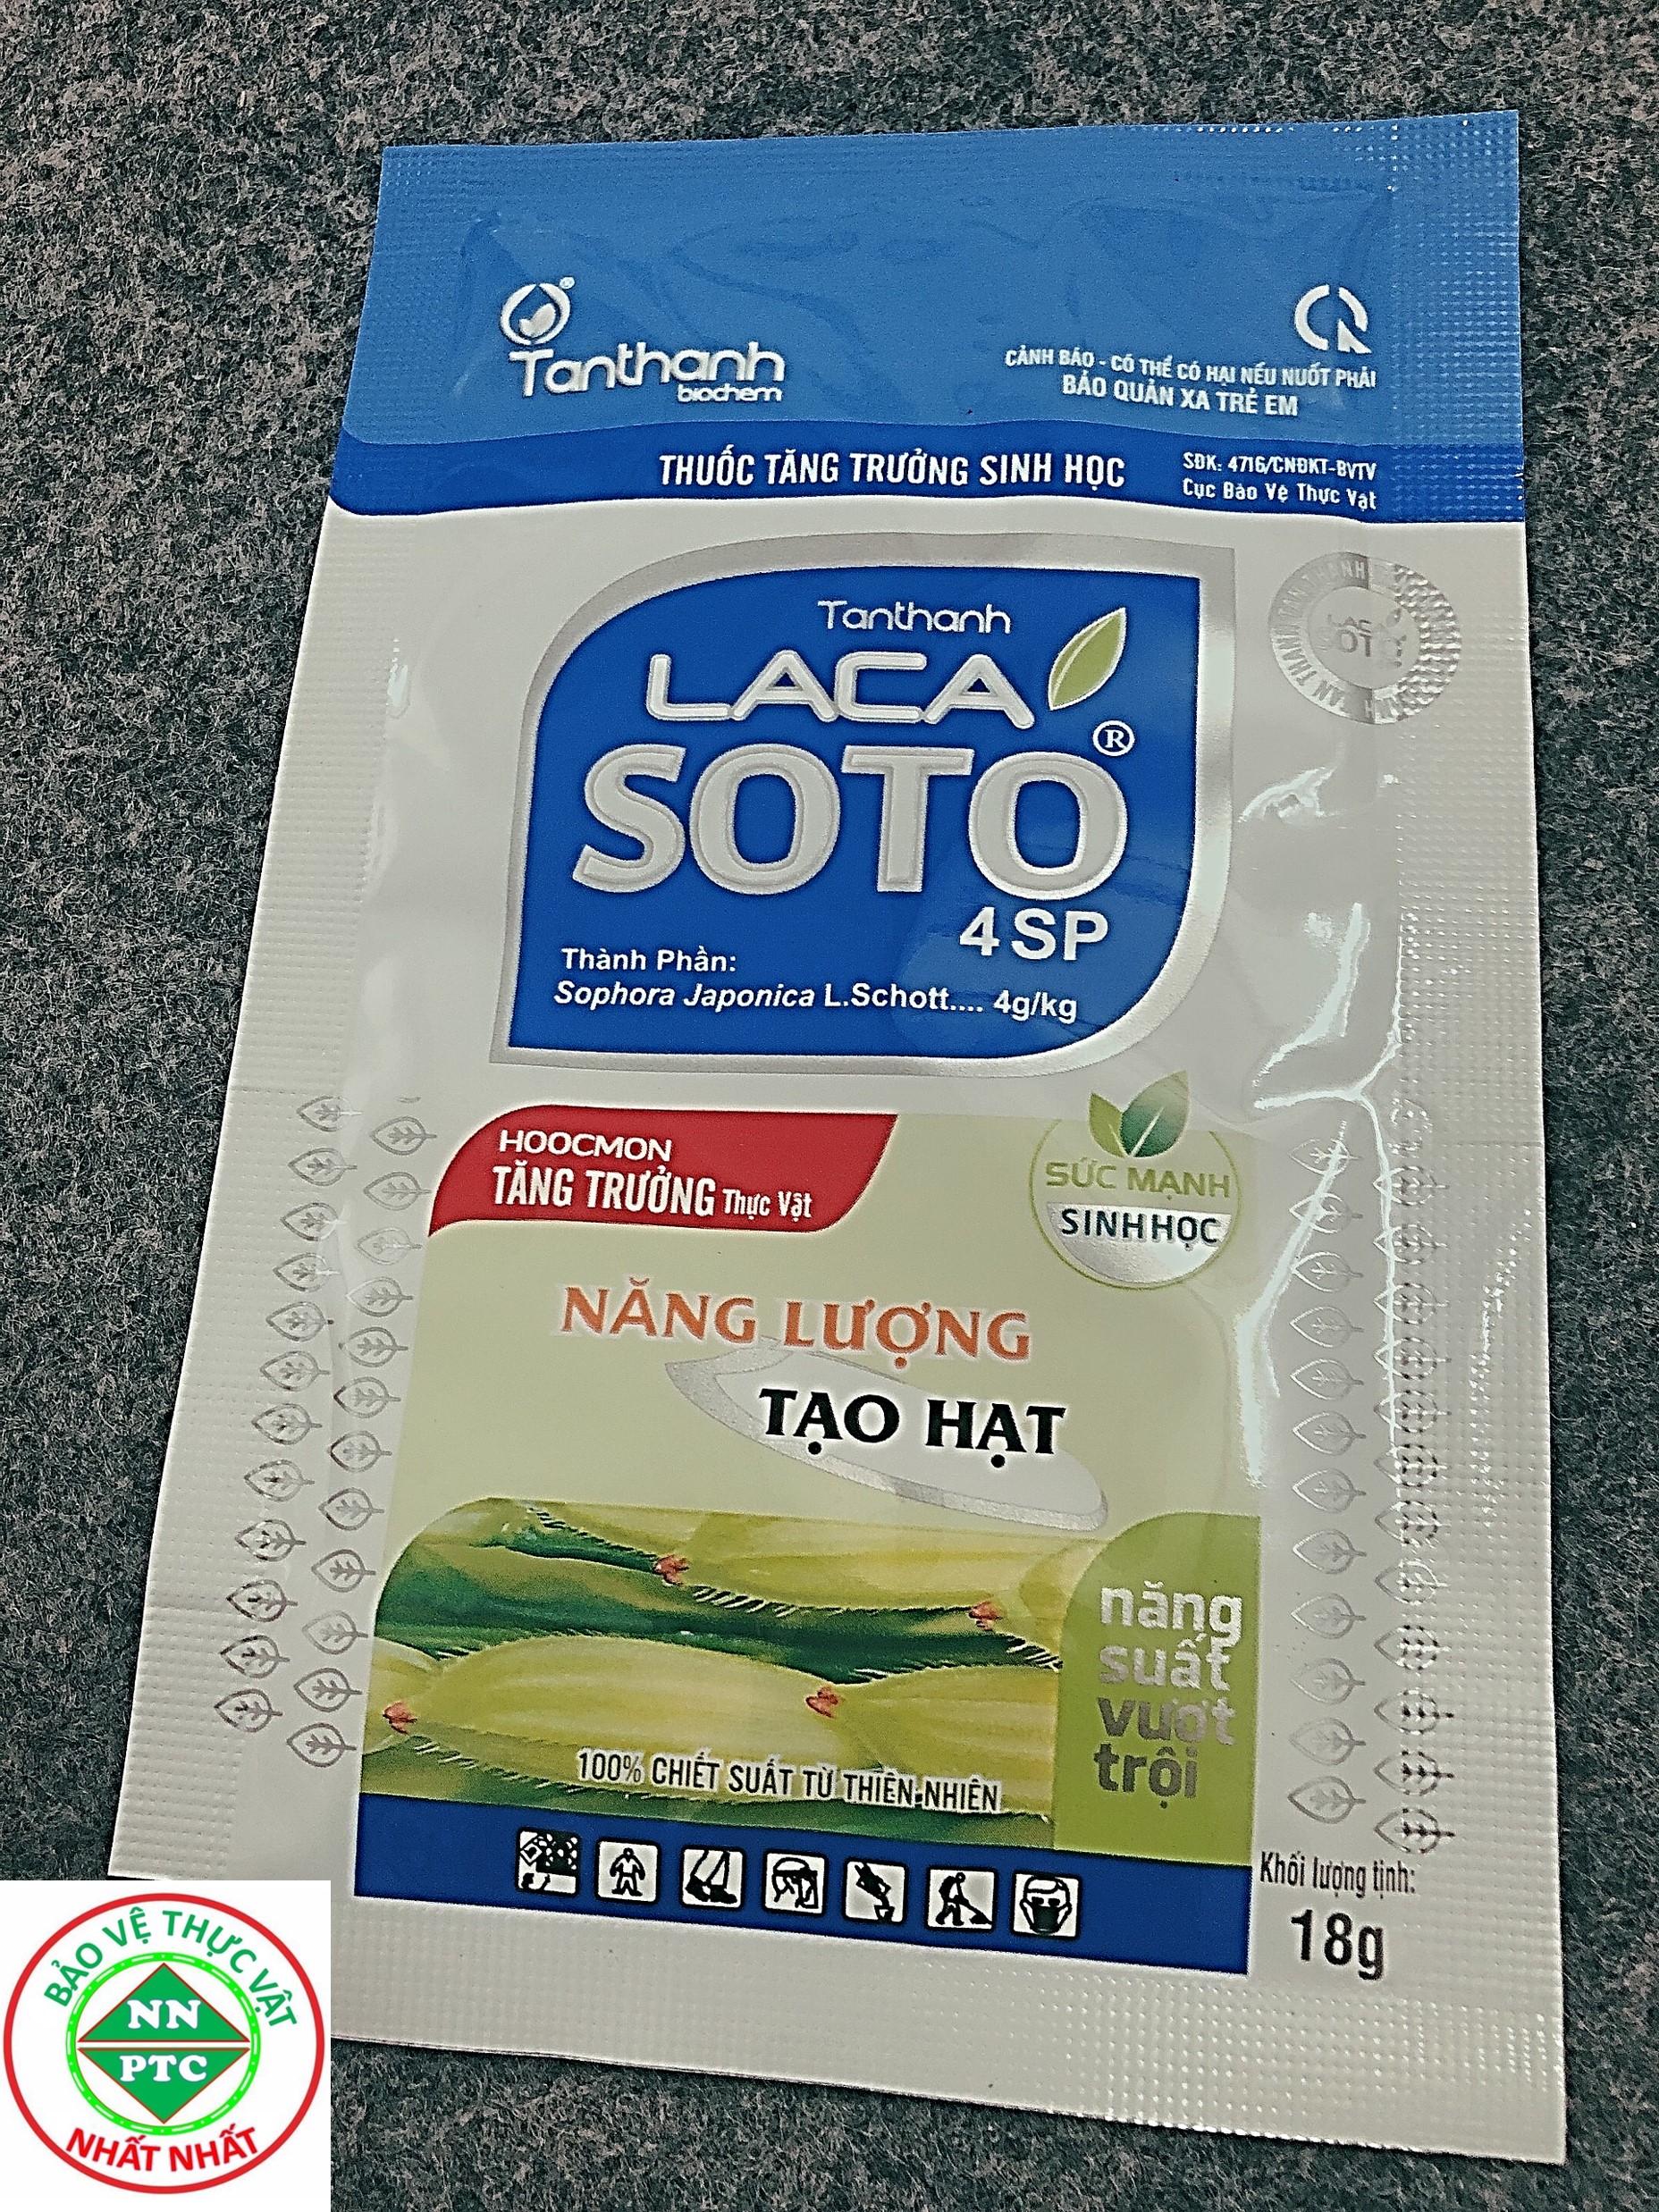 Tanthanh
biochem
CẢNH BÁO - CÓ THỂ CÓ HẠI NẾU NUỐT PHẢI
BẢO QUẢN XA TRẺ EM
THUỐC TĂNG TRƯỞNG SINH HỌC
SĐK: 4716/CNĐKT-BVTV
Cục Bảo Vệ Thực Vật
Tanthanh
LACA
SOTO®
4SP
Thành Phần:
Sophora Japonica L.Schott.... 4g/kg
HOOCMON
TĂNG TRƯỞNG Thực Vật
SỨC MẠNH
SINH HỌC
NĂNG LƯỢNG
TẠO HẠT
năng
suất
vượt
trội
100% CHIẾT SUẤT TỪ THIÊN NHIÊN
Khối lượng tịnh:
18g
BẢO VỆ THỰC VẬT
NN
PTC
NHẤT NHẤT